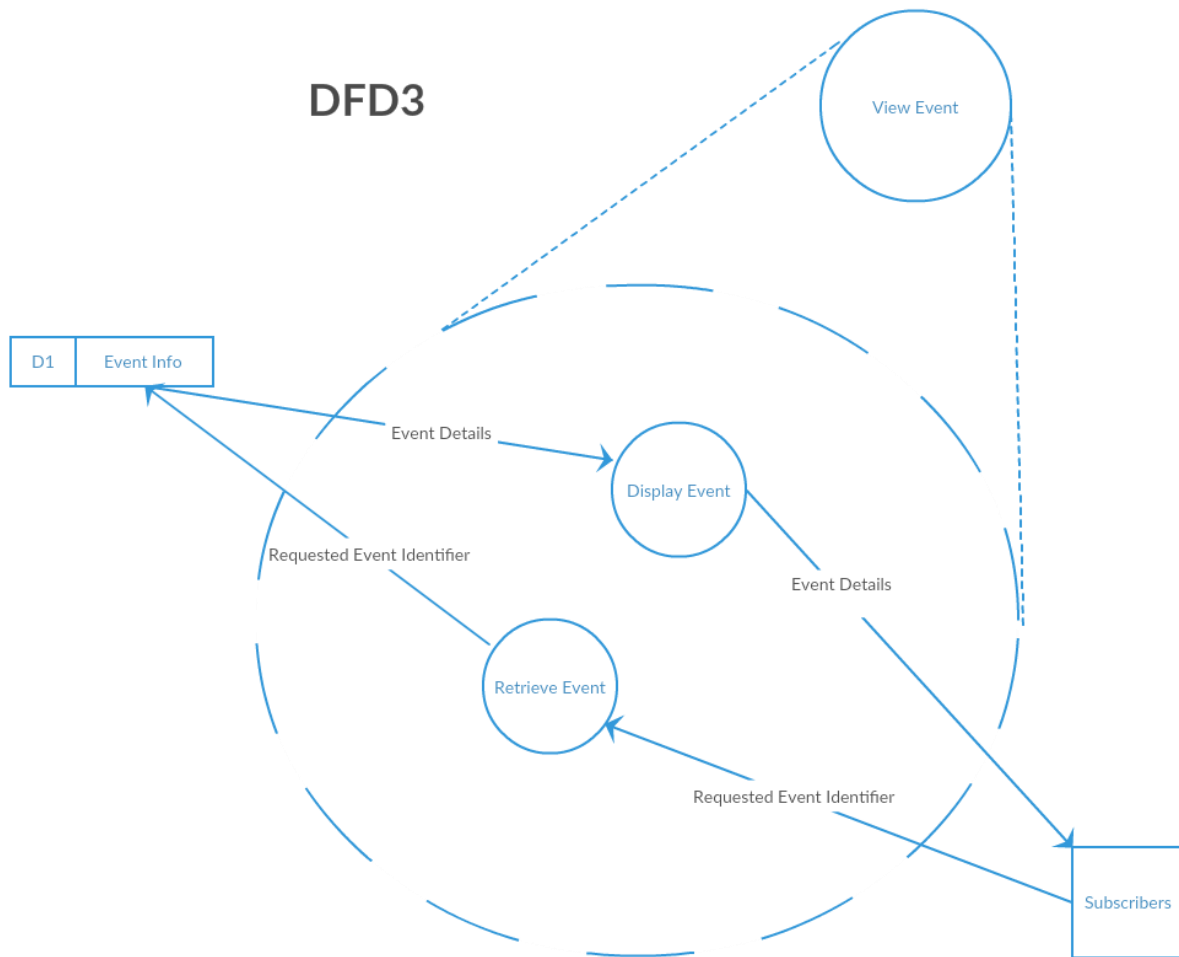 DFD3
View Event
D1
Event Info
Event Details
Display Event
Requested Event Identifier
Event Details
Retrieve Event
Requested Event Identifier
Subscribers